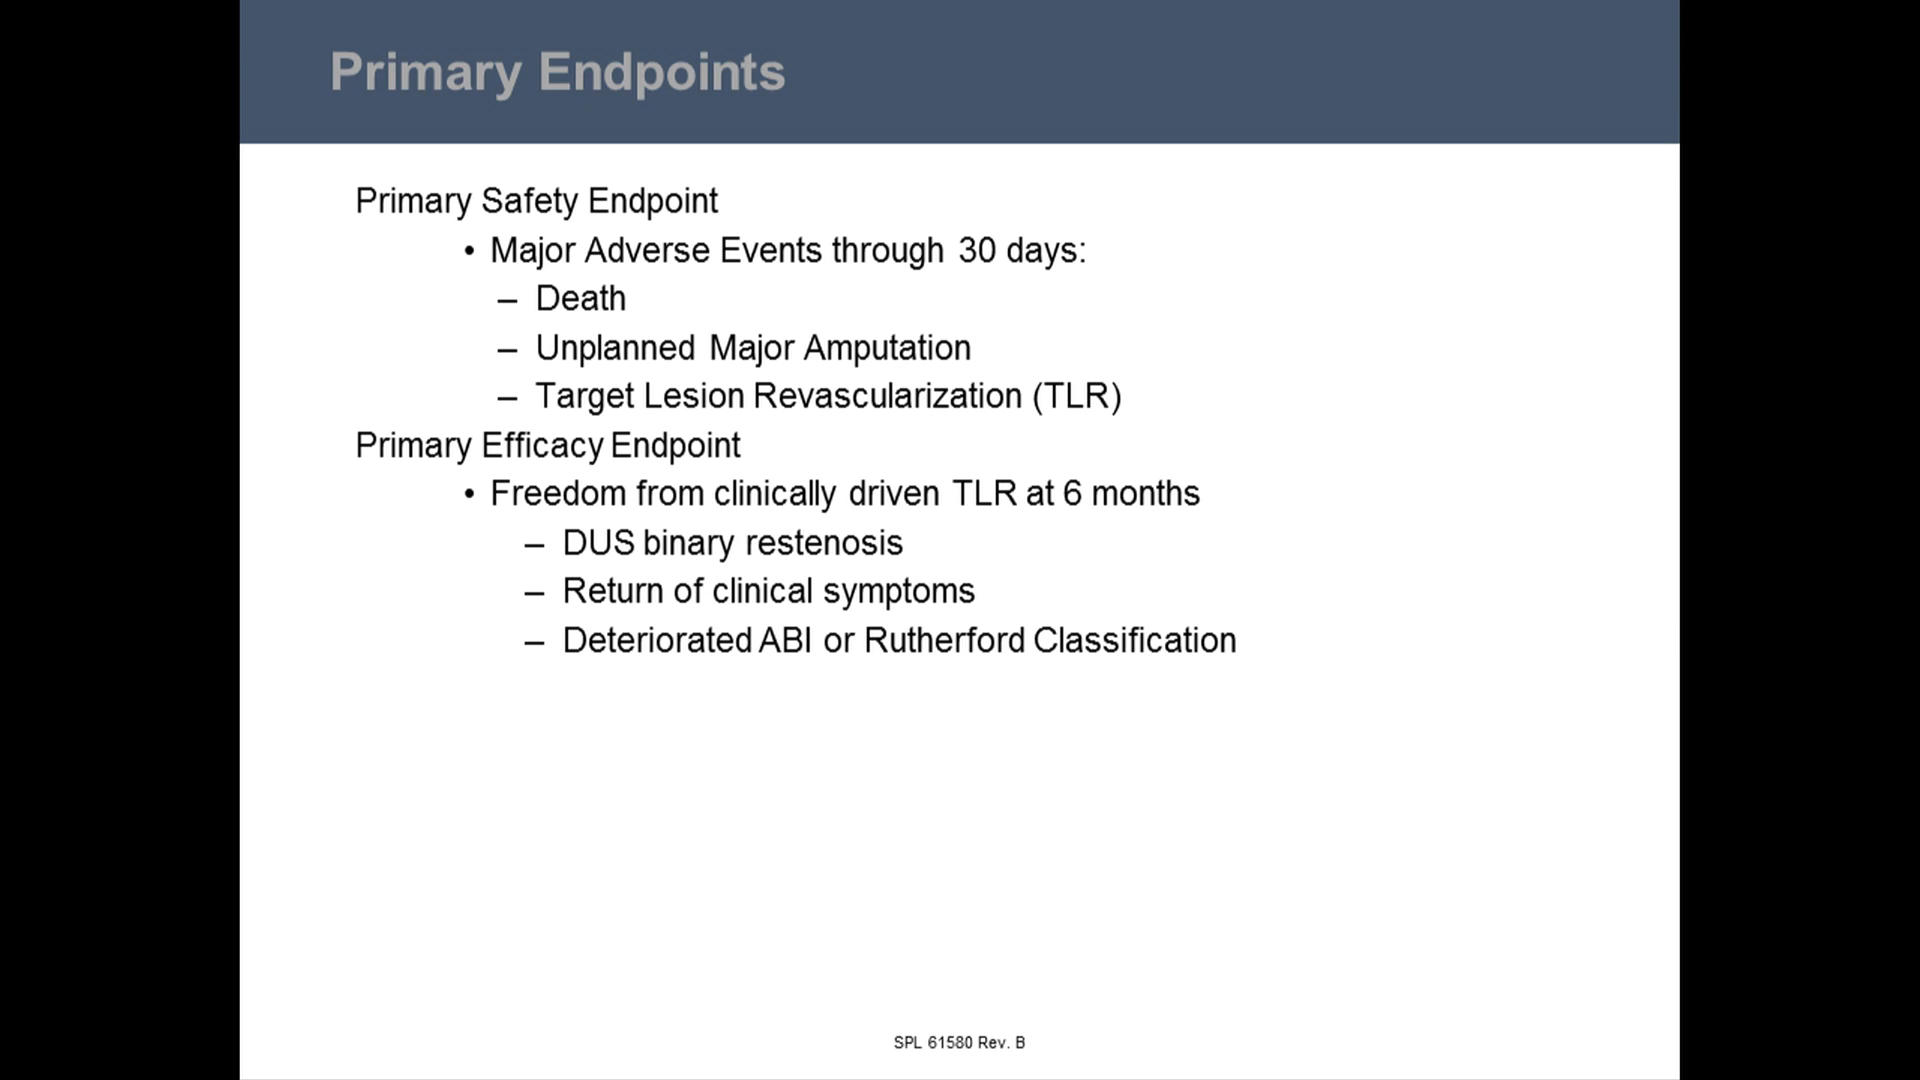 Primary Endpoints
Primary Safety Endpoint
• Major Adverse Events through 30 days:
– Death
– Unplanned Major Amputation
– Target Lesion Revascularization (TLR)
Primary Efficacy Endpoint
• Freedom from clinically driven TLR at 6 months
– DUS binary restenosis
– Return of clinical symptoms
– Deteriorated ABI or Rutherford Classification
SPL 61580 Rev. B